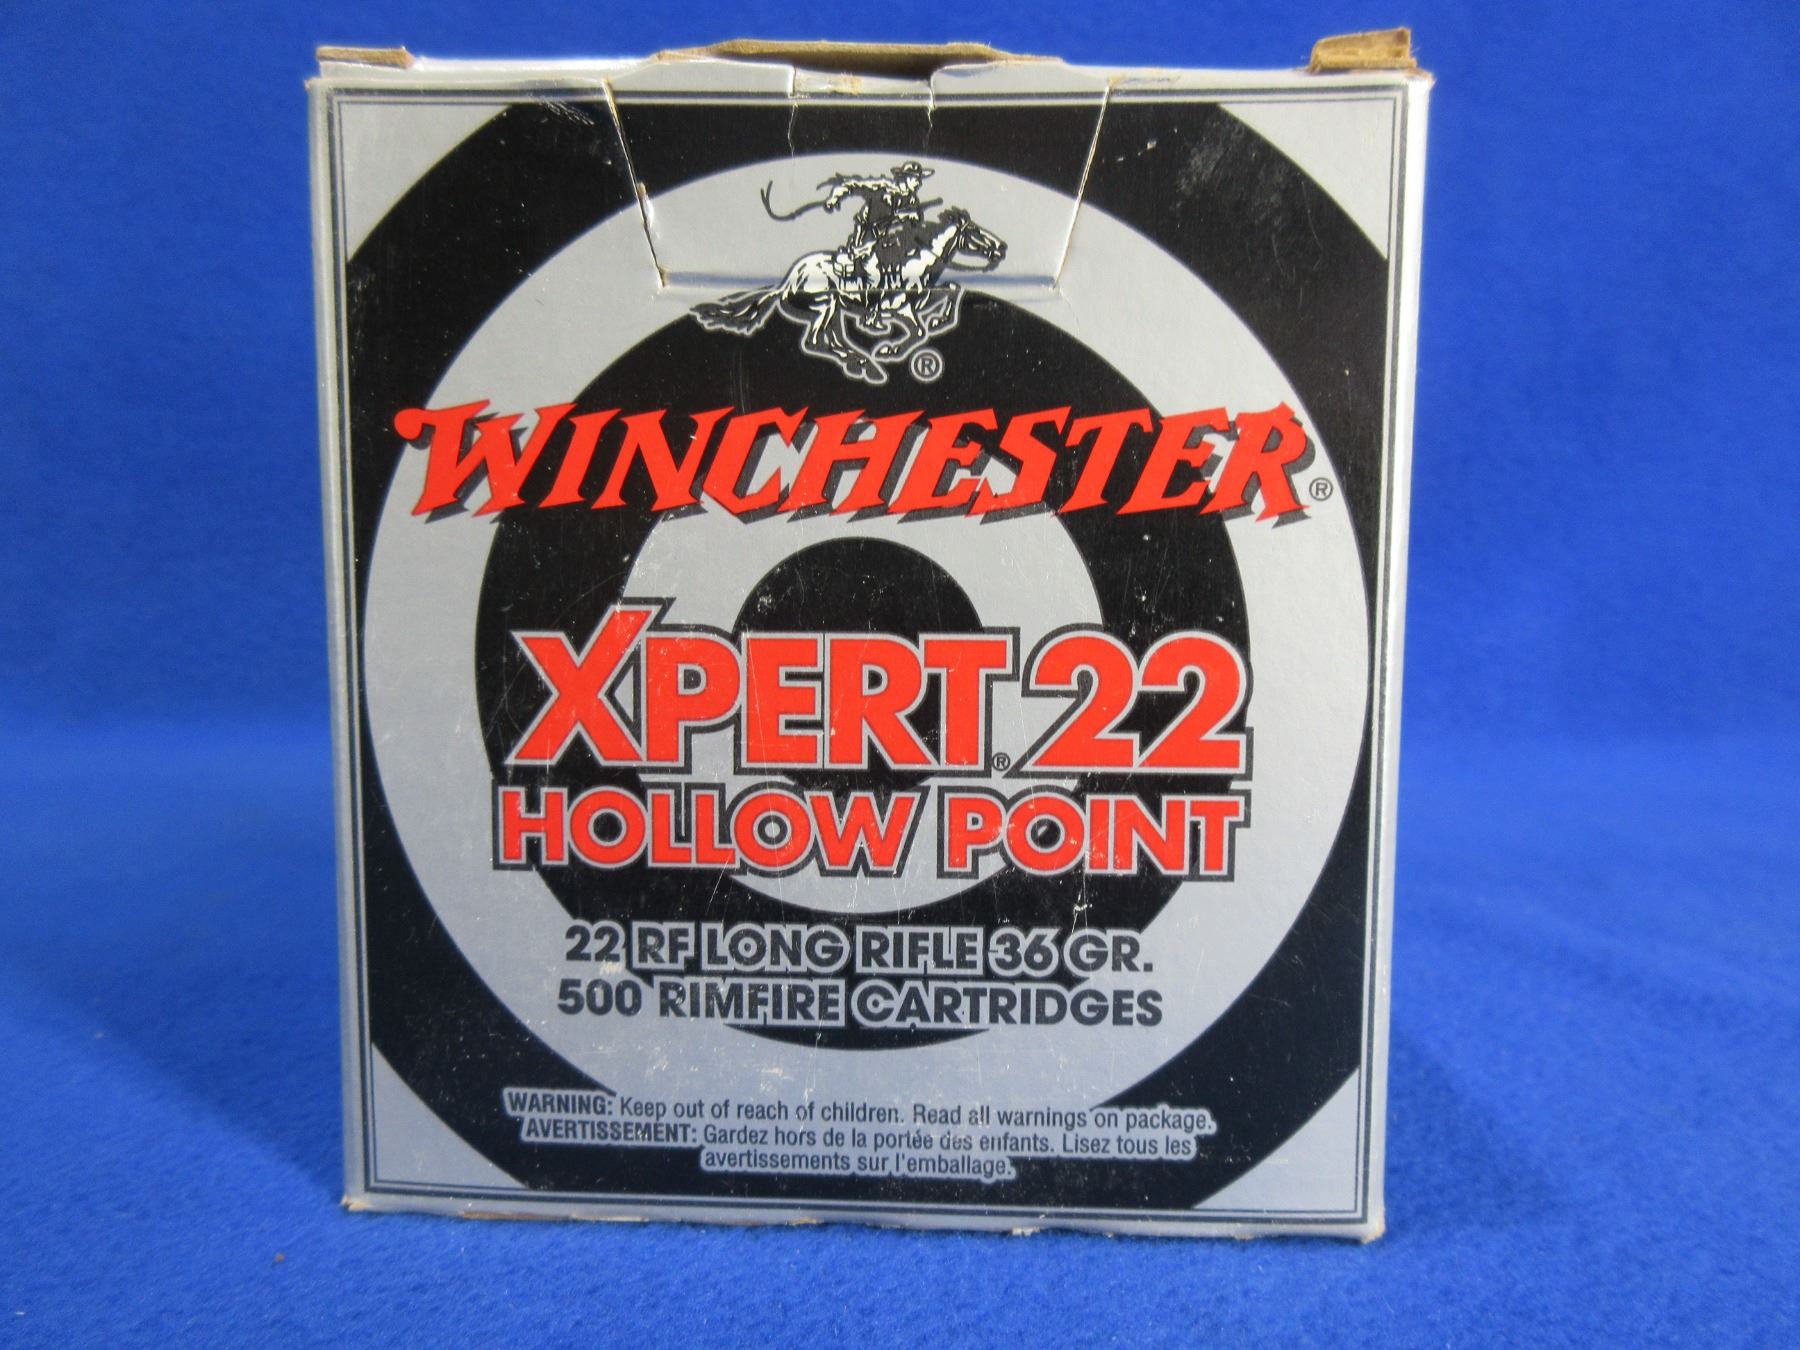 ®
WINCHESTER®
XPERT®22
HOLLOW POINT
22 RF LONG RIFLE 36 GR.
500 RIMFIRE CARTRIDGES
WARNING: Keep out of reach of children. Read all warnings on package.
AVERTISSEMENT: Gardez hors de la portée des enfants. Lisez tous les
avertissements sur l'emballage.